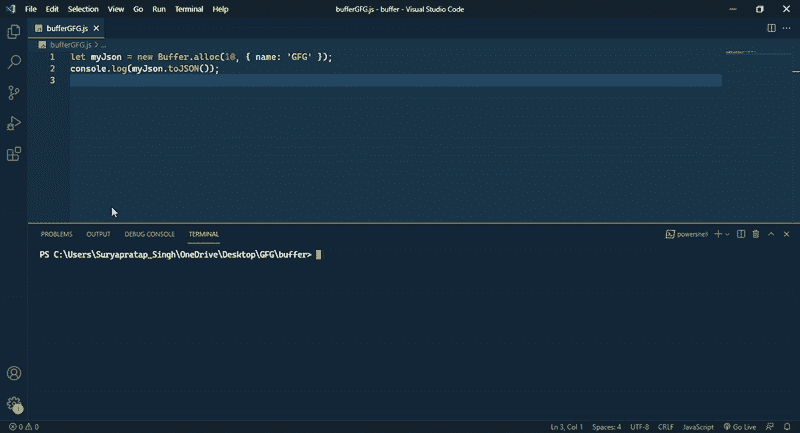 File Edit Selection View Go Run Terminal Help
bufferGFG.js - buffer - Visual Studio Code
bufferGFG.js
bufferGFG.js > ...
1 let myJson = new Buffer.alloc(10, { name: 'GFG' });
2 console.log(myJson.toJSON());
3
PROBLEMS OUTPUT DEBUG CONSOLE TERMINAL
powershell
PS C:\Users\Suryapratap_Singh\OneDrive\Desktop\GFG\buffer>
1
0 0 Ln 3, Col 1 Spaces: 4 UTF-8 CRLF JavaScript Go Live